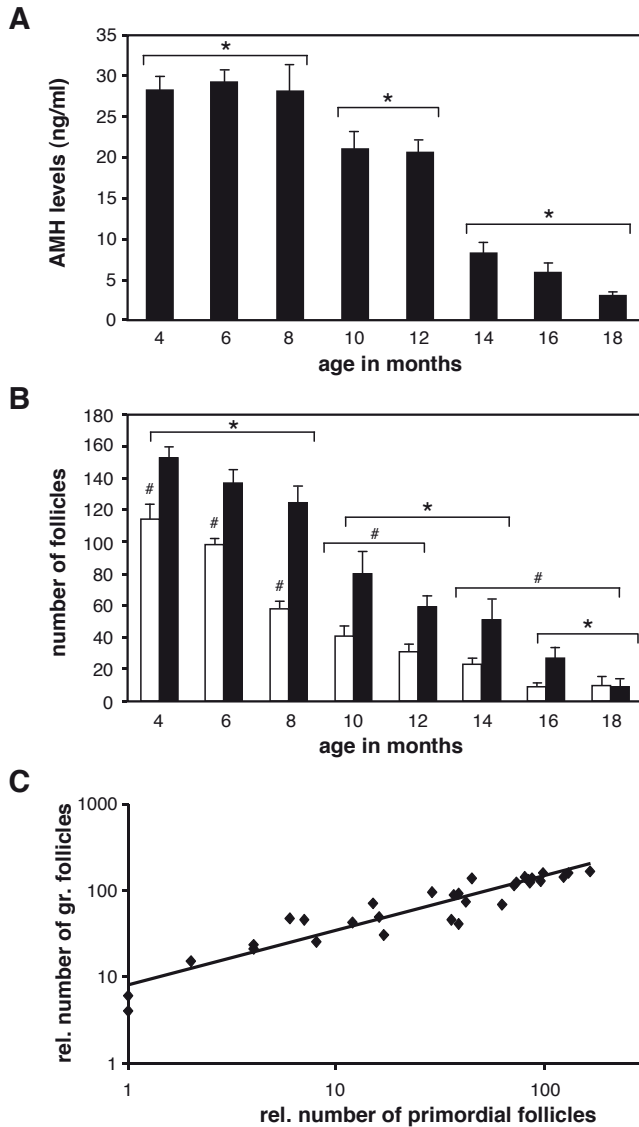 A
AMH levels (ng/ml)
35
30
25
20
15
10
5
0
*
*
*
4 6 8 10 12 14 16 18
age in months
B
number of follicles
180
160
140
120
100
80
60
40
20
0
*
#
#
#
*
#
#
*
4 6 8 10 12 14 16 18
age in months
C
rel. number of gr. follicles
1000
100
10
1
1 10 100
rel. number of primordial follicles